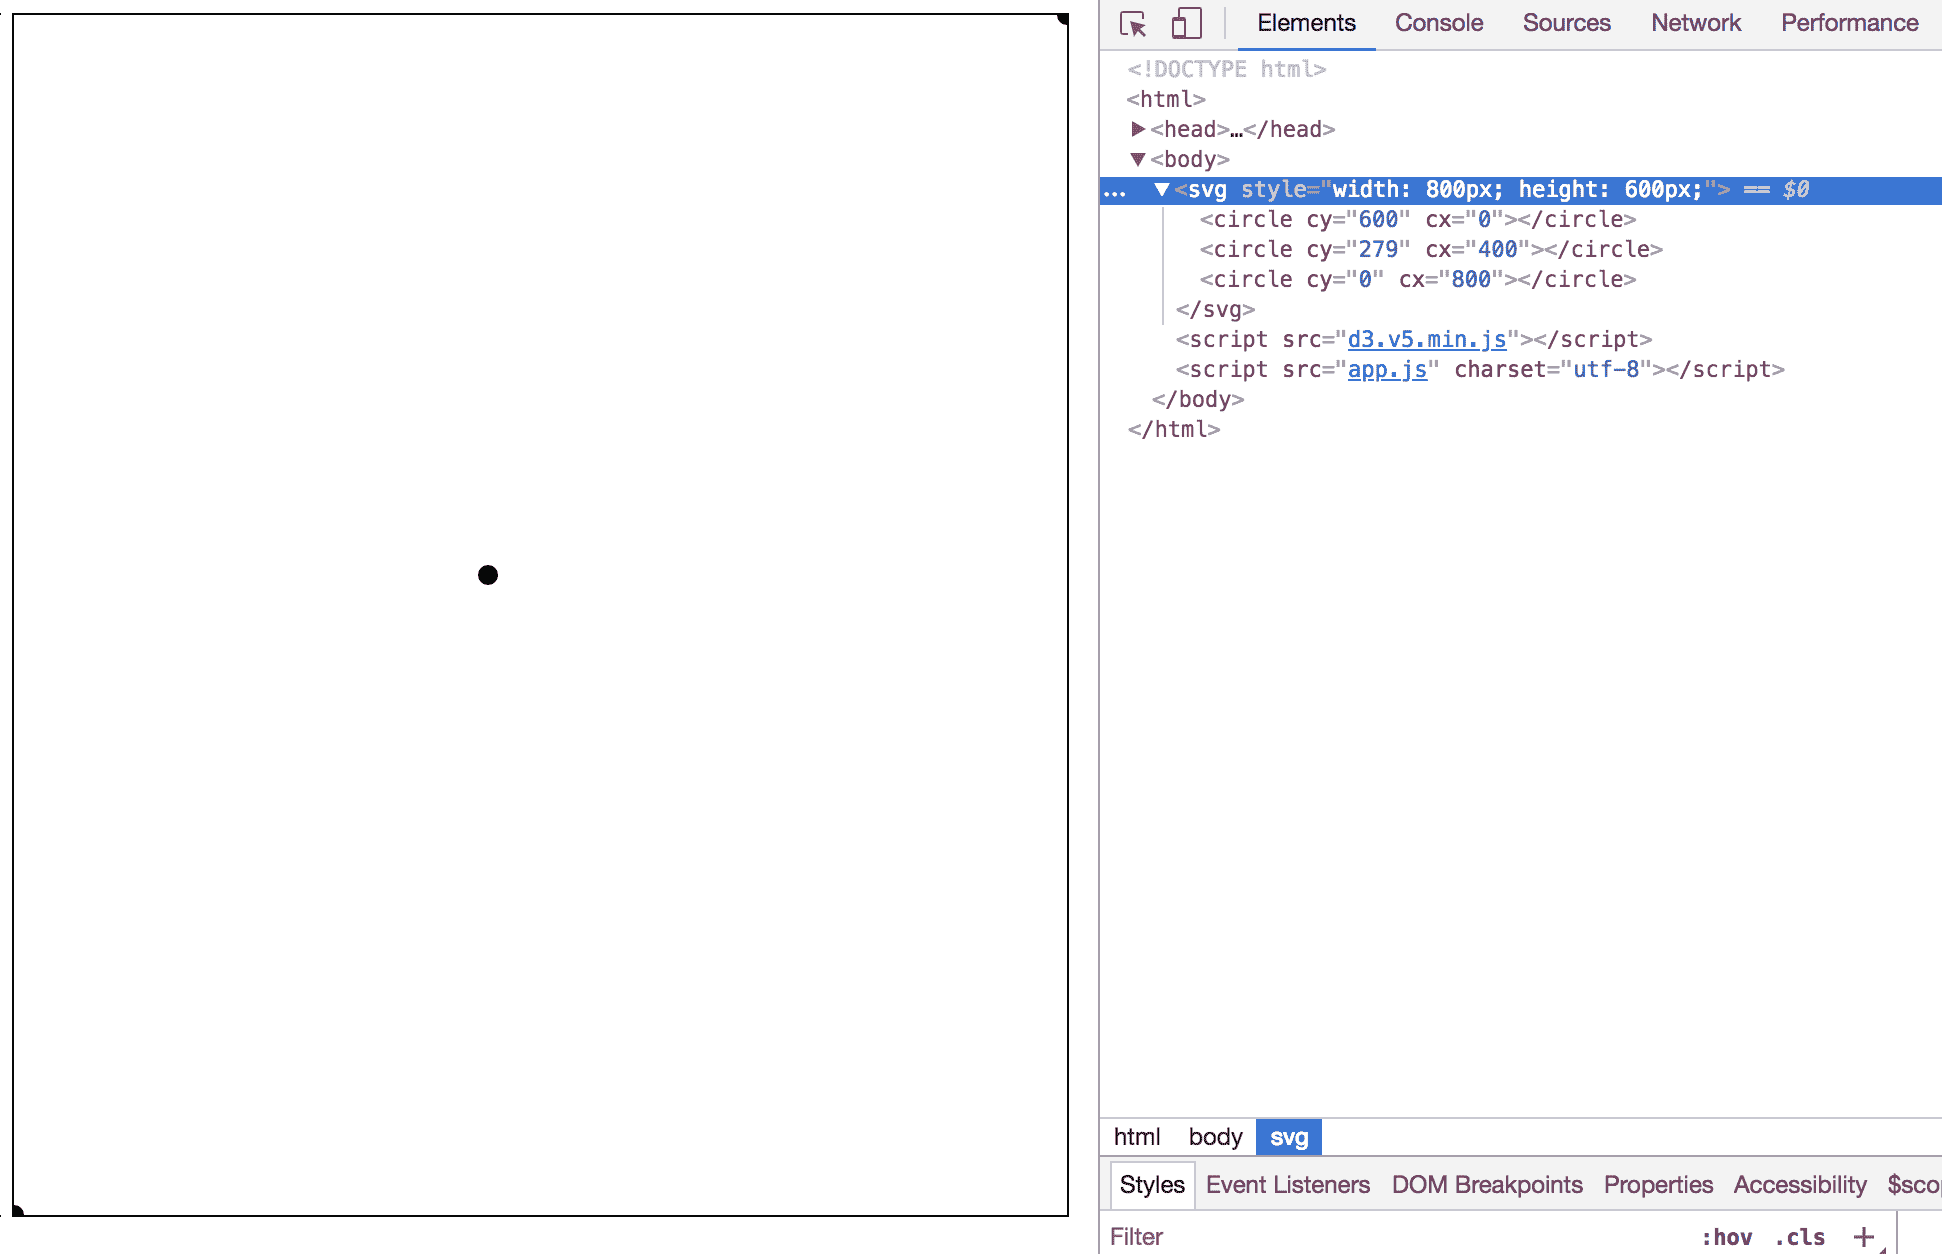 Elements Console Sources Network Performance
<!DOCTYPE html>
<html>
<head>…</head>
<body>
… <svg style="width: 800px; height: 600px;"> == $0
<circle cy="600" cx="0"></circle>
<circle cy="279" cx="400"></circle>
<circle cy="0" cx="800"></circle>
</svg>
<script src="d3.v5.min.js"></script>
<script src="app.js" charset="utf-8"></script>
</body>
</html>
html body svg
Styles Event Listeners DOM Breakpoints Properties Accessibility
Filter :hov .cls +